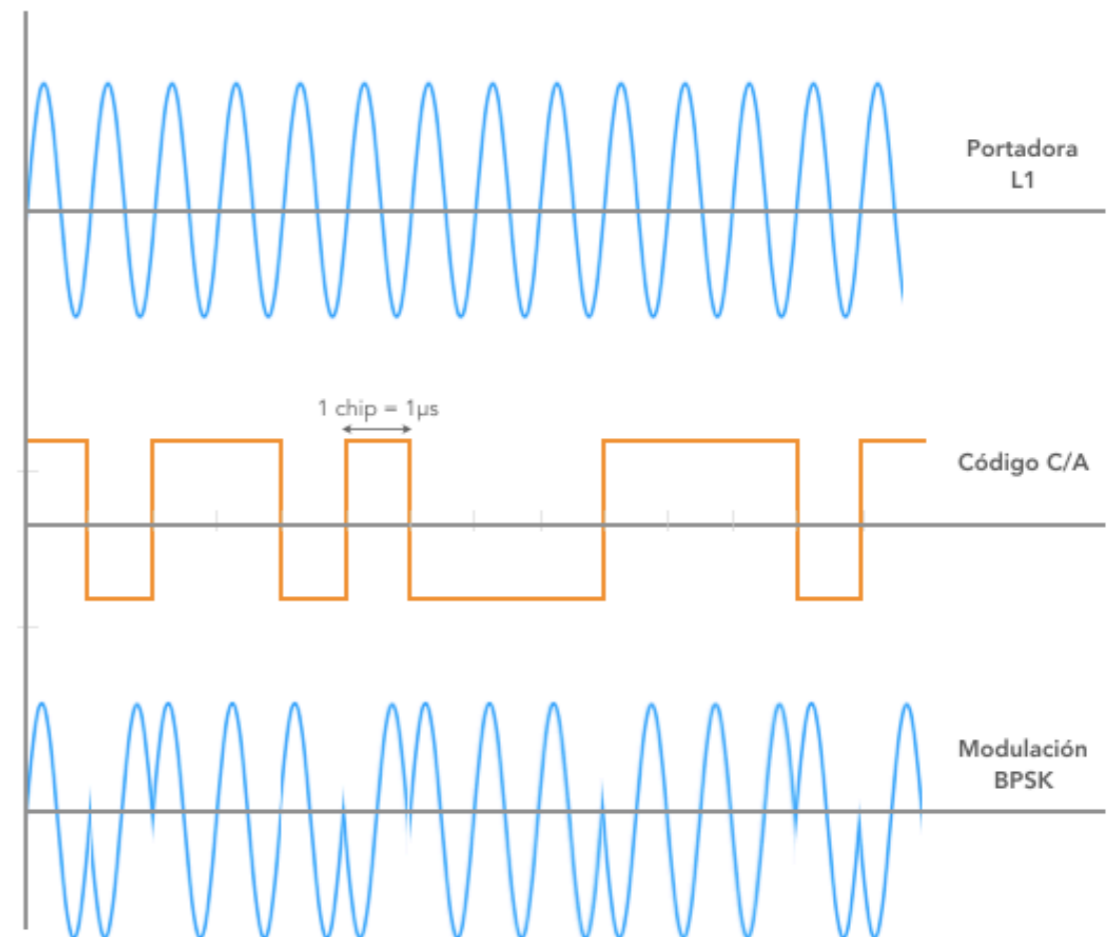 Portadora
L1
1 chip = 1μs
Código C/A
Modulación
BPSK